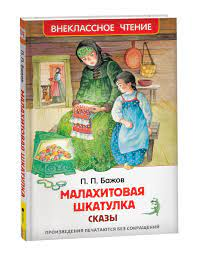 ВНЕКЛАССНОЕ ЧТЕНИЕ
П. П. Бажов
МАЛАХИТОВАЯ
ШКАТУЛКА
СКАЗЫ
ПРОИЗВЕДЕНИЯ ПЕЧАТАЮТСЯ БЕЗ СОКРАЩЕНИЙ